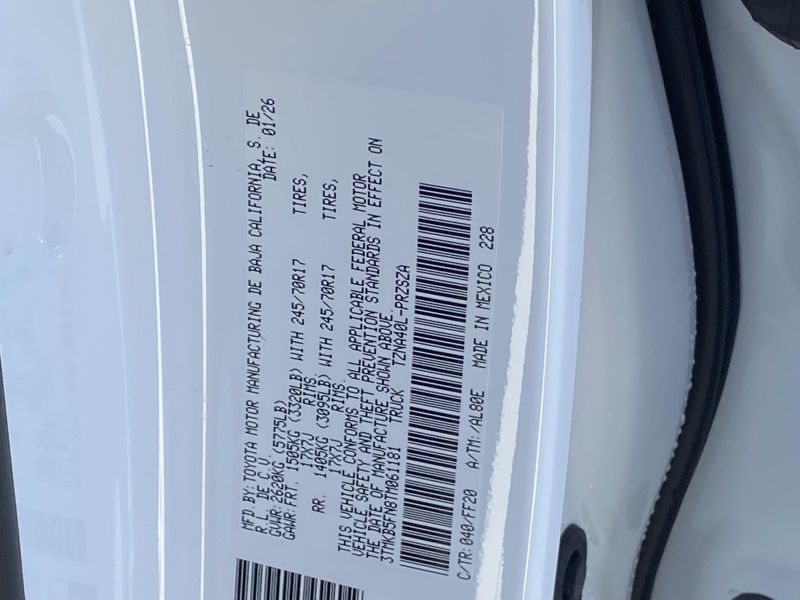 MFD.BY:TOYOTA MOTOR MANUFACTURING DE BAJA CALIFORNIA, S. DE
R.L. DE C.V. DATE: 01/26
GVWR: 2620KG (5775LB)
GAWR:FRT. 1505KG (3320LB) WITH 245/70R17 TIRES,
17X7J RIMS,
RR. 1405KG (3095LB) WITH 245/70R17 TIRES,
17X7J RIMS.
THIS VEHICLE CONFORMS TO ALL APPLICABLE FEDERAL MOTOR
VEHICLE SAFETY AND THEFT PREVENTION STANDARDS IN EFFECT ON
THE DATE OF MANUFACTURE SHOWN ABOVE.
3TMKB5FN8TM061181 TRUCK TZNA40L-PRZSZA
C/TR: 040/FF20 A/TM: /AL80E MADE IN MEXICO 228